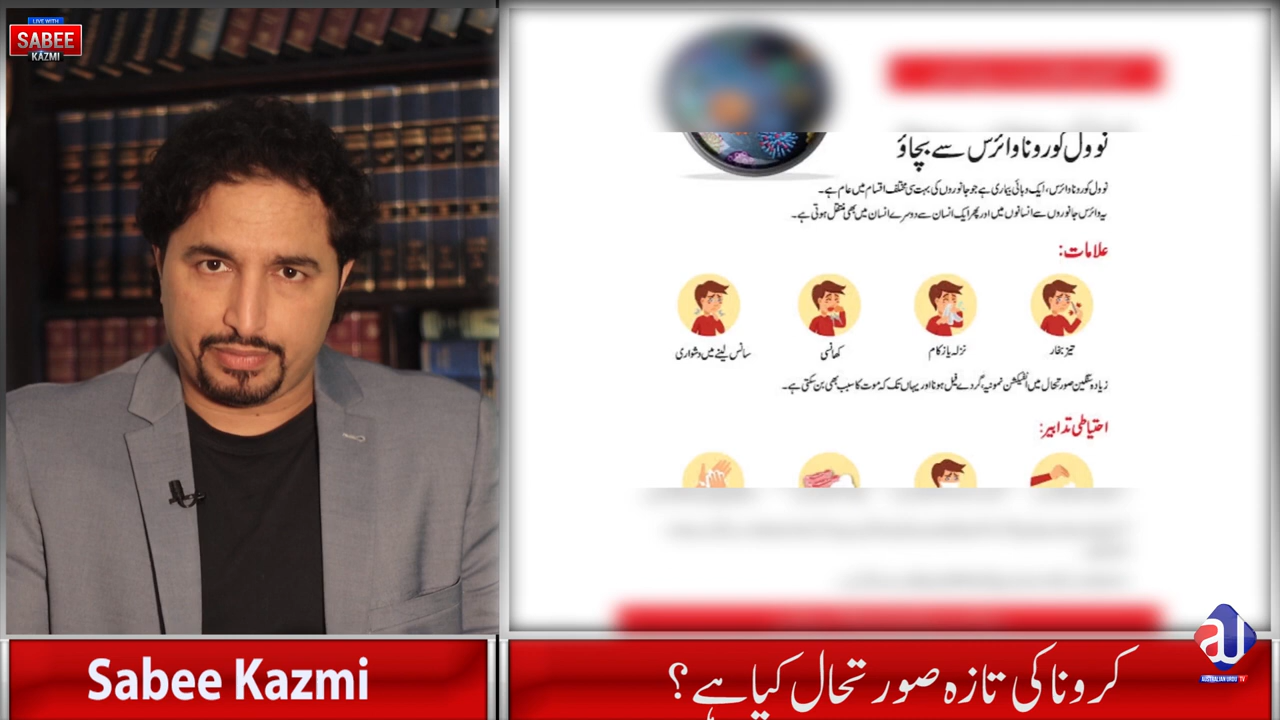 LIVE WITH
SABEE
KAZMI
نوول کورونا وائرس سے بچاؤ
نوول کورونا وائرس، ایک وبائی بیماری ہے جو جانوروں کی بہت سی مختلف اقسام میں عام ہے۔
یہ وائرس جانوروں سے انسانوں میں اور پھر ایک انسان سے دوسرے انسان میں بھی منتقل ہوتی ہے۔
علامات:
تیز بخار
نزلہ یا زکام
کھانسی
سانس لینے میں دشواری
زیادہ سنگین صورتحال میں انفیکشن نمونیہ، گردے فیل ہونا اور یہاں تک کہ موت کا سبب بھی بن سکتی ہے۔
احتیاطی تدابیر:
Sabee Kazmi
کرونا کی تازہ صورتحال کیا ہے؟
AUSTRALIAN URDU TV